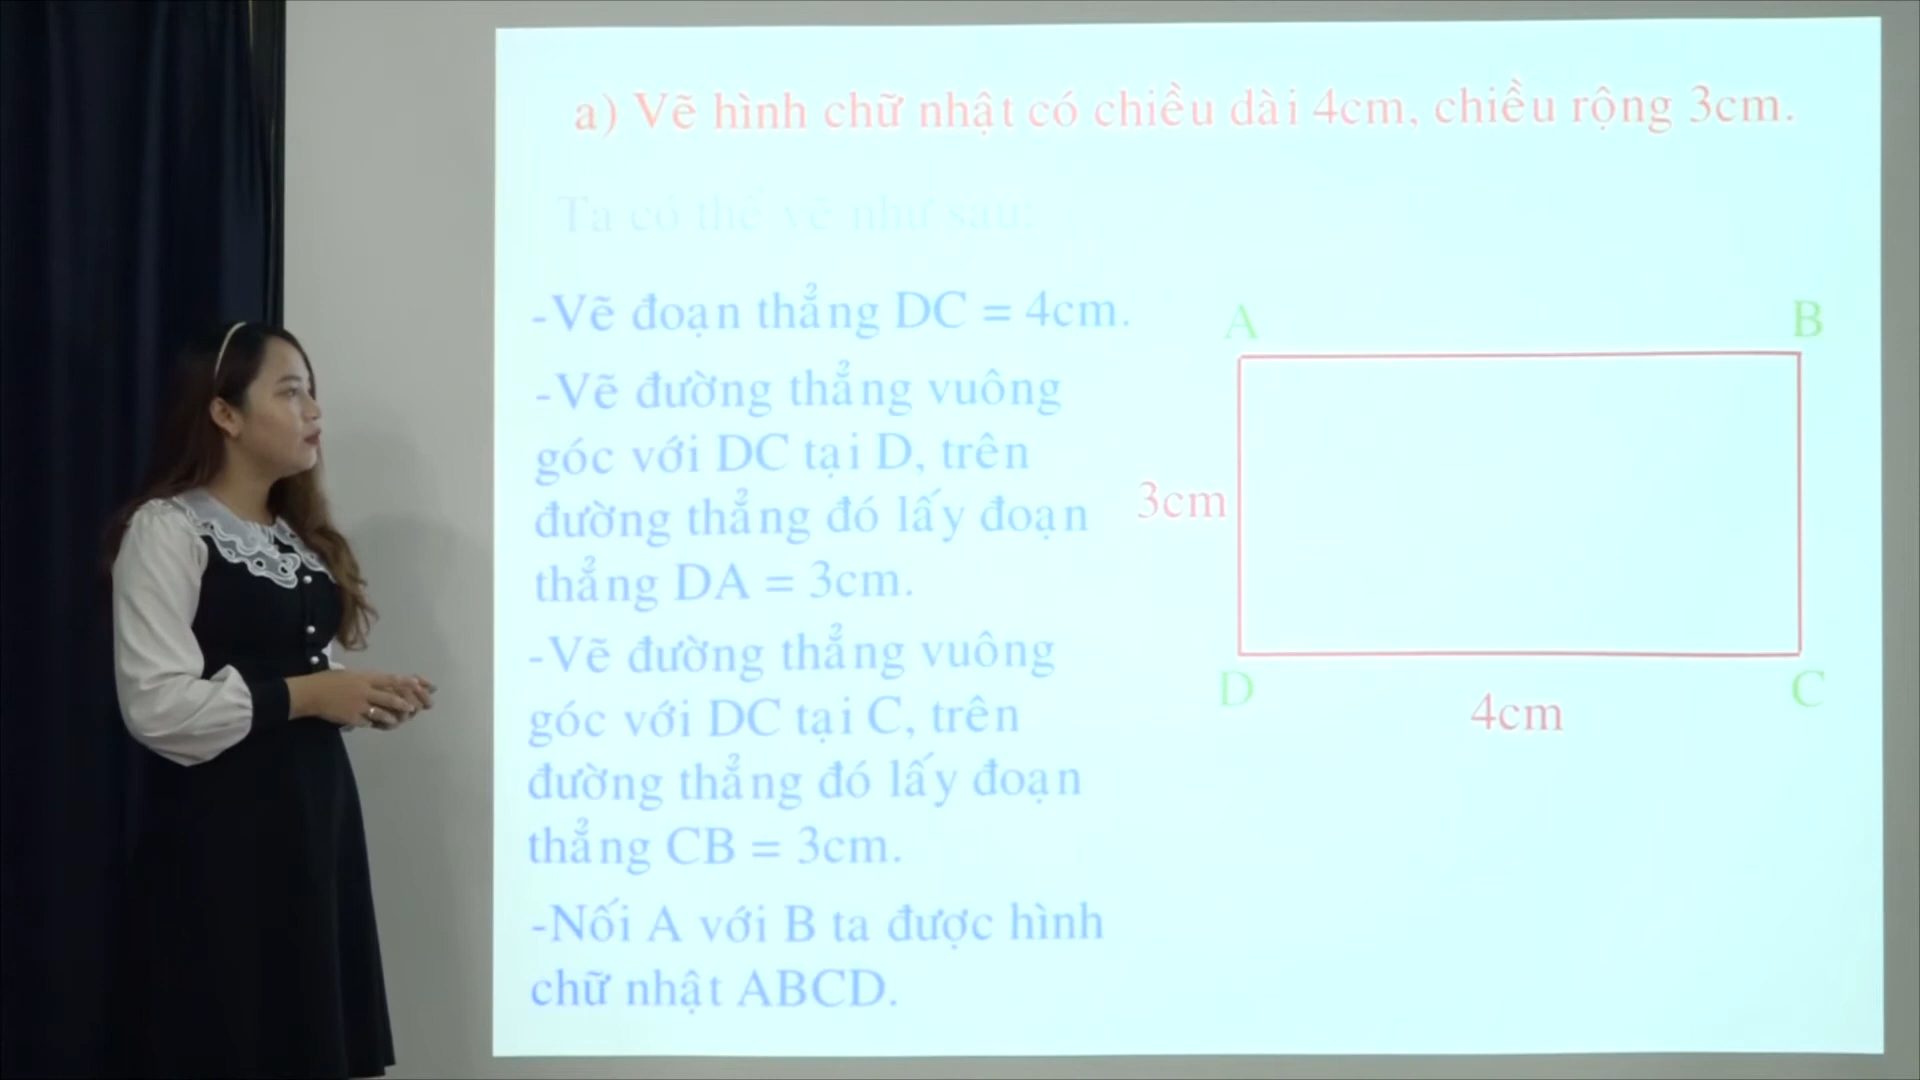 a) Vẽ hình chữ nhật có chiều dài 4cm, chiều rộng 3cm.
Ta có thể vẽ như sau:
-Vẽ đoạn thẳng DC = 4cm.
-Vẽ đường thẳng vuông
góc với DC tại D, trên
đường thẳng đó lấy đoạn
thẳng DA = 3cm.
-Vẽ đường thẳng vuông
góc với DC tại C, trên
đường thẳng đó lấy đoạn
thẳng CB = 3cm.
-Nối A với B ta được hình
chữ nhật ABCD.
A B
3cm
D C
4cm